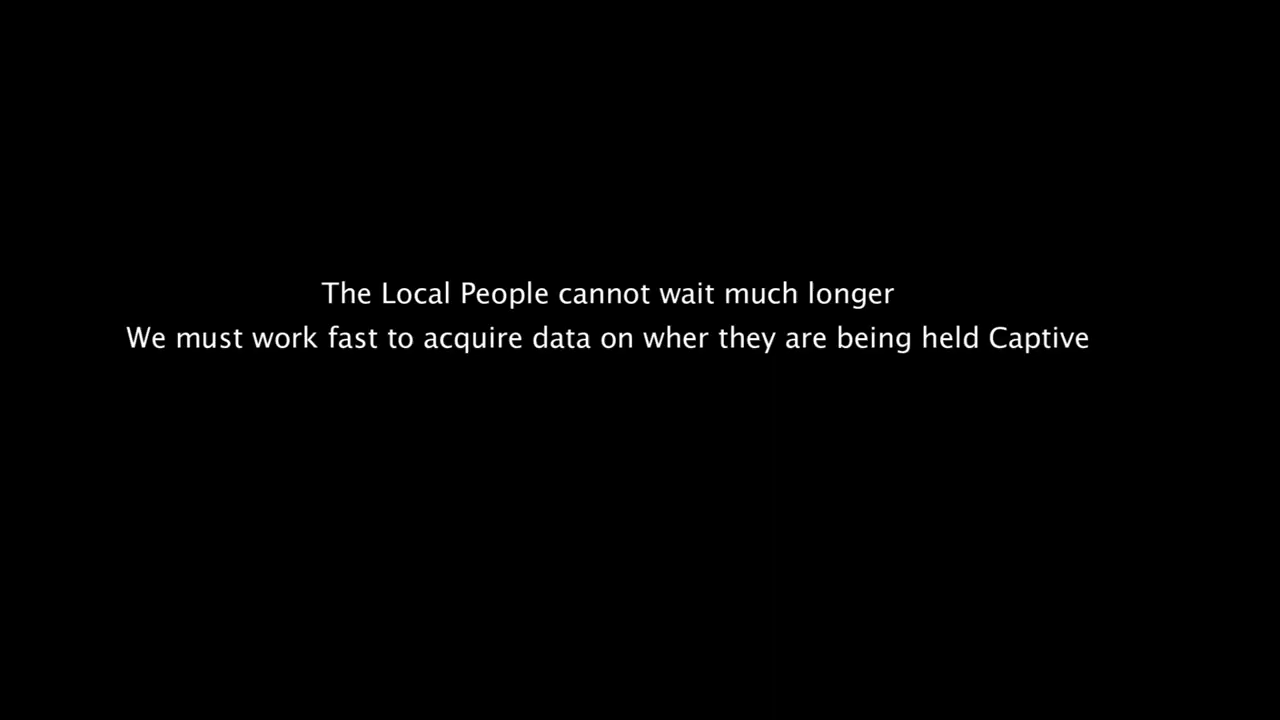 The Local People cannot wait much longer
We must work fast to acquire data on wher they are being held Captive